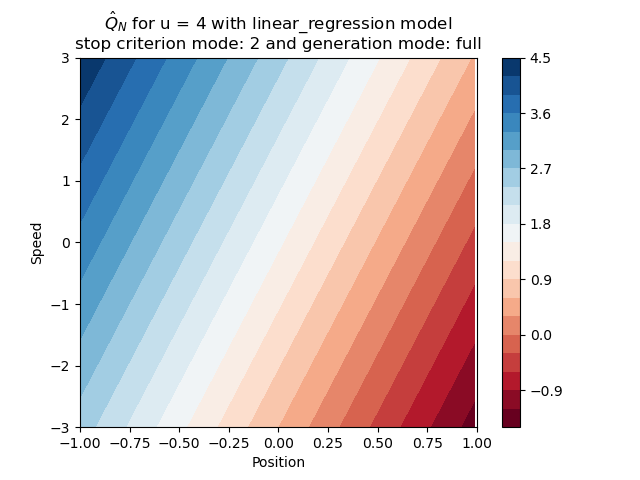 $\hat{Q}_N$ for u = 4 with linear_regression model
stop criterion mode: 2 and generation mode: full
3
2
1
0
−1
−2
−3
Speed
−1.00 −0.75 −0.50 −0.25 0.00 0.25 0.50 0.75 1.00
Position
4.5
3.6
2.7
1.8
0.9
0.0
−0.9